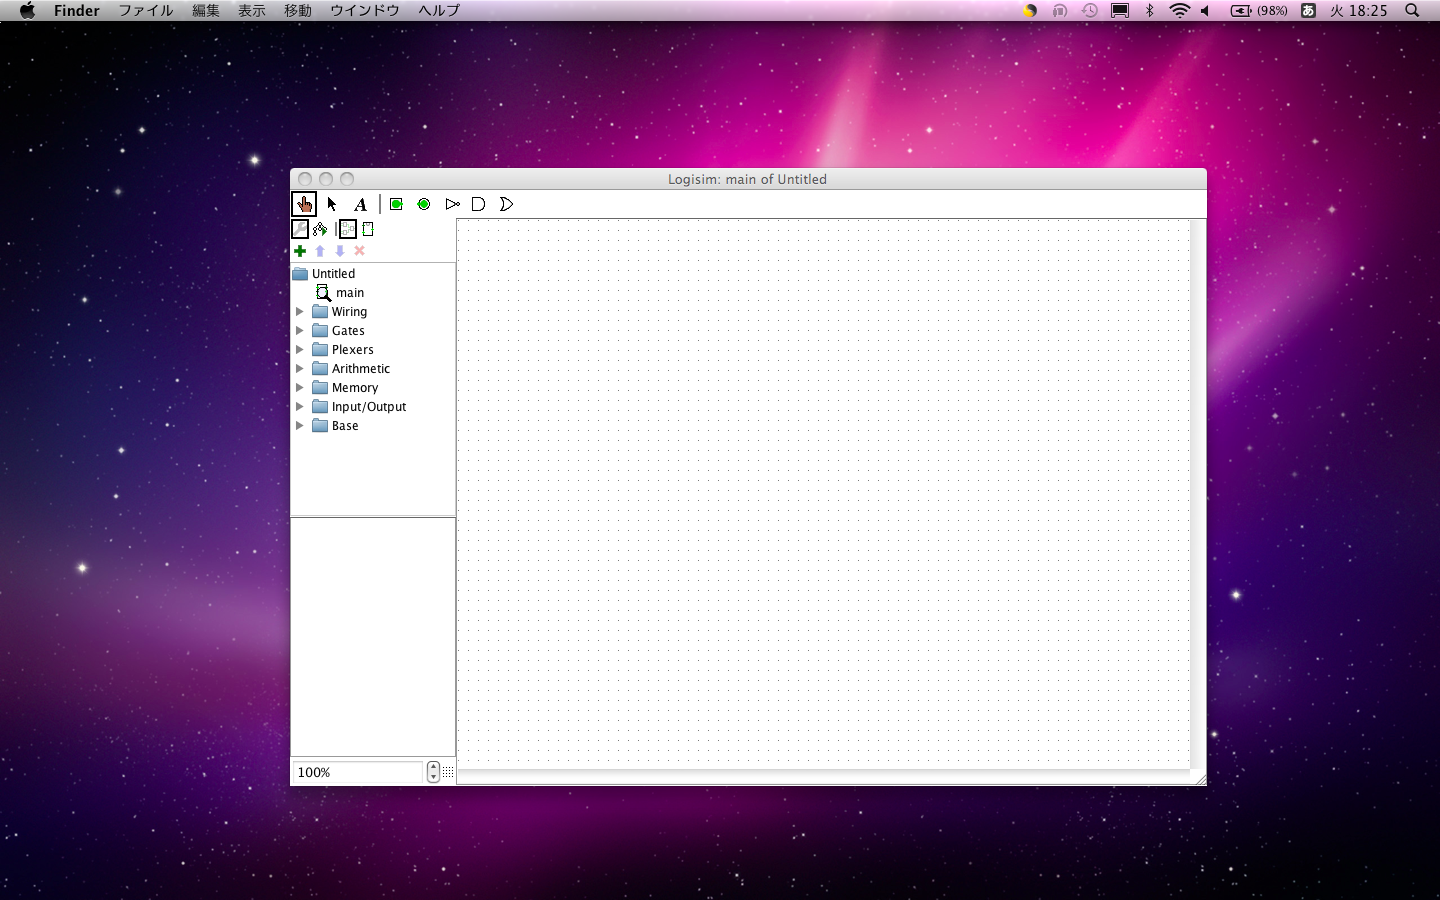 Finder ファイル 編集 表示 移動 ウインドウ ヘルプ (98%) あ 火 18:25
Logisim: main of Untitled
A
Untitled
main
Wiring
Gates
Plexers
Arithmetic
Memory
Input/Output
Base
100%